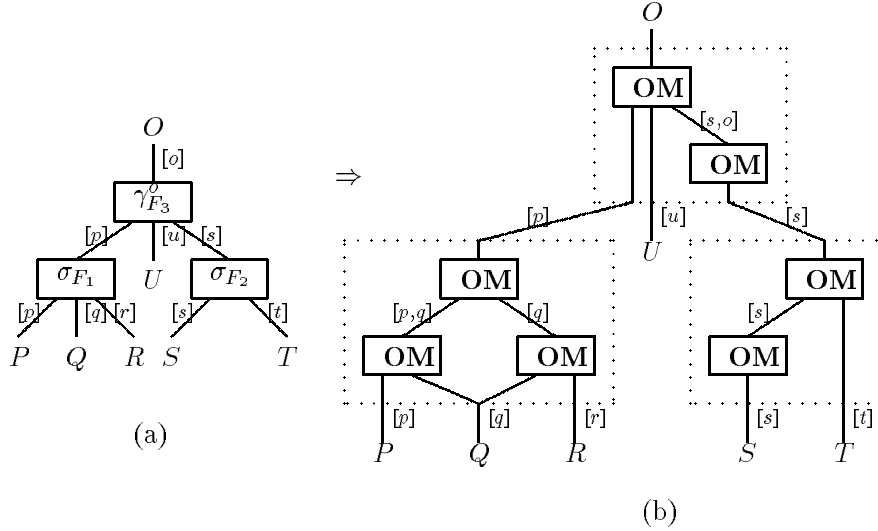 O
OM
[s,o]
O
[o]
⇒
OM
γ^o_{F_3}
[p] [u] [s]
[p] [u] [s]
σ_{F_1} U σ_{F_2}
U
OM OM
[p] [q] [r] [s] [t]
[p,q] [q] [s]
P Q R S T
OM OM OM
[p] [q] [r] [s] [t]
(a)
P Q R S T
(b)